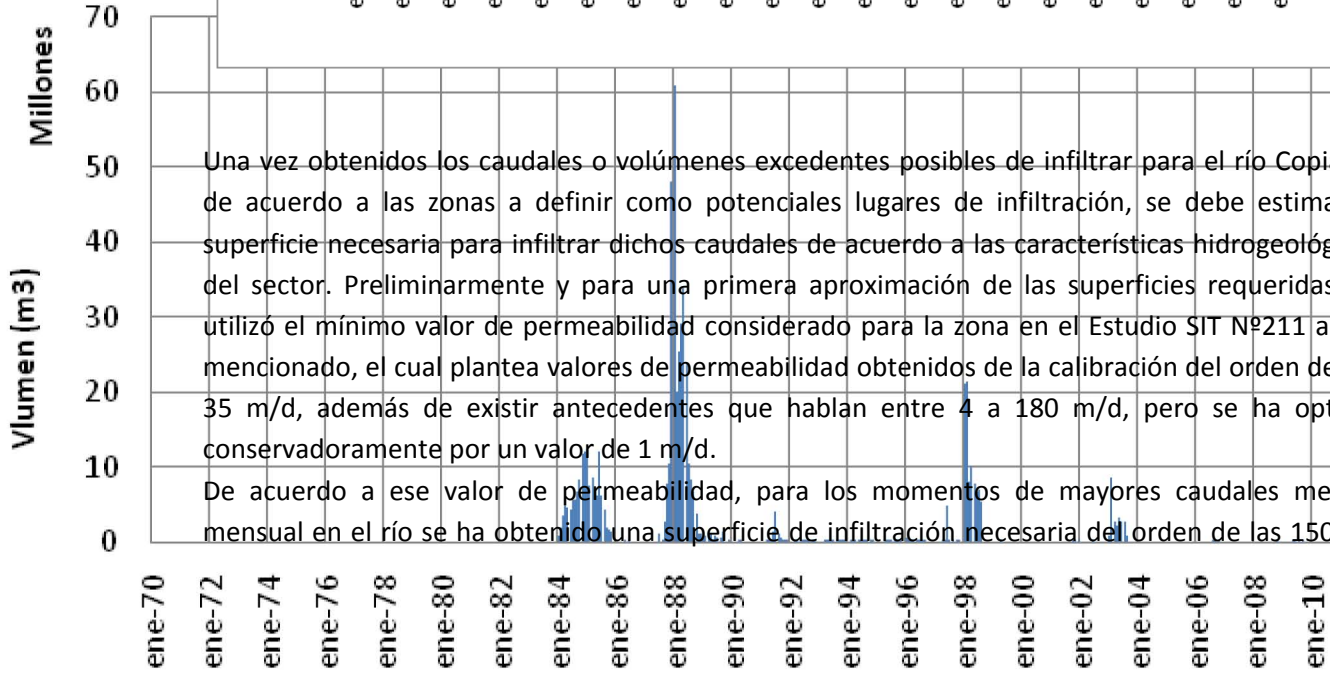 70
60
50
40
30
20
10
0
Millones
Vlumen (m3)
Una vez obtenidos los caudales o volúmenes excedentes posibles de infiltrar para el río Copi
de acuerdo a las zonas a definir como potenciales lugares de infiltración, se debe estima
superficie necesaria para infiltrar dichos caudales de acuerdo a las características hidrogeológ
del sector. Preliminarmente y para una primera aproximación de las superficies requeridas
utilizó el mínimo valor de permeabilidad considerado para la zona en el Estudio SIT Nº211 a
mencionado, el cual plantea valores de permeabilidad obtenidos de la calibración del orden de
35 m/d, además de existir antecedentes que hablan entre 4 a 180 m/d, pero se ha opt
conservadoramente por un valor de 1 m/d.
De acuerdo a ese valor de permeabilidad, para los momentos de mayores caudales me
mensual en el río se ha obtenido una superficie de infiltración necesaria del orden de las 150
ene-70
ene-72
ene-74
ene-76
ene-78
ene-80
ene-82
ene-84
ene-86
ene-88
ene-90
ene-92
ene-94
ene-96
ene-98
ene-00
ene-02
ene-04
ene-06
ene-08
ene-10